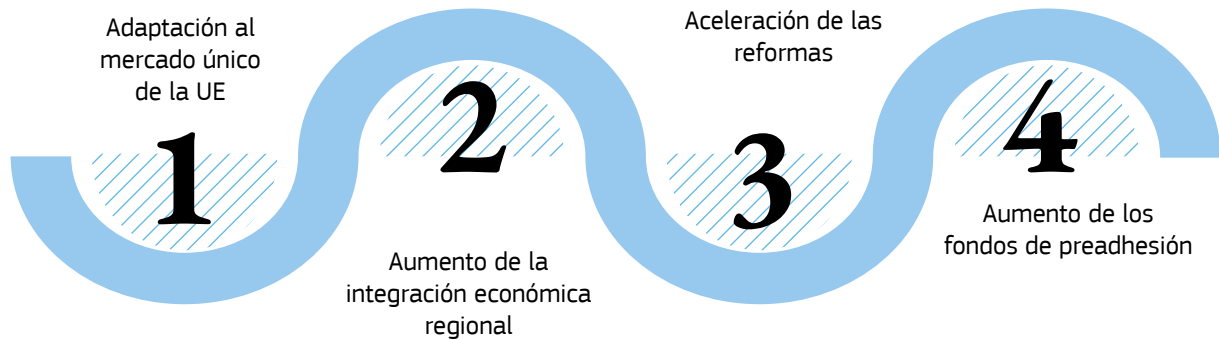 Adaptación al
mercado único
de la UE
1
2
Aumento de la
integración económica
regional
Aceleración de las
reformas
3
4
Aumento de los
fondos de preadhesión